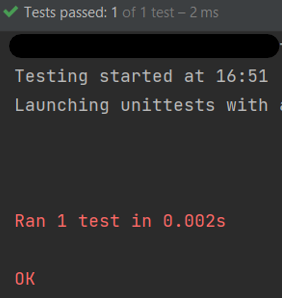 Tests passed: 1 of 1 test – 2 ms
Testing started at 16:51
Launching unittests with
Ran 1 test in 0.002s
OK